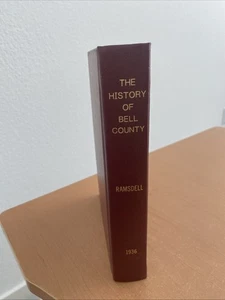 THE
HISTORY
OF
BELL
COUNTY
RAMSDELL
1936